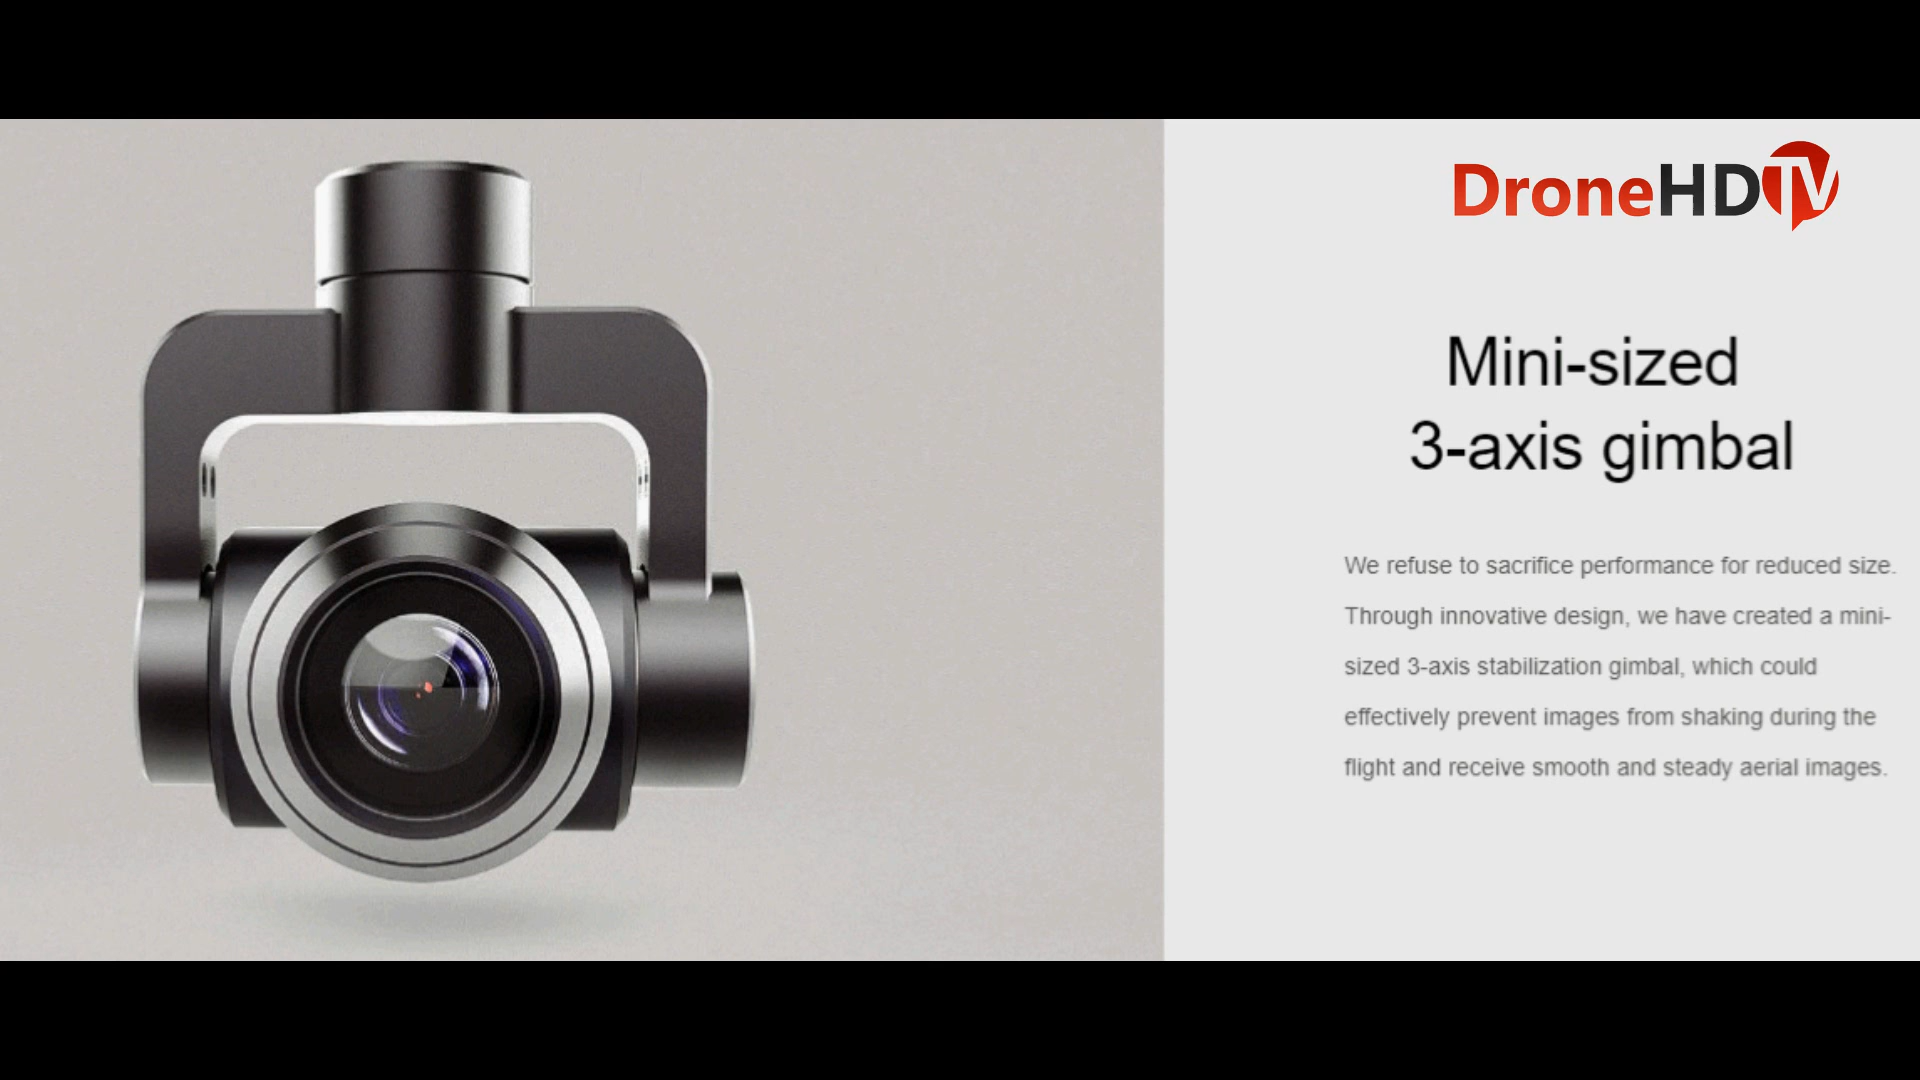 DroneHDTV
Mini-sized
3-axis gimbal
We refuse to sacrifice performance for reduced size.
Through innovative design, we have created a mini-
sized 3-axis stabilization gimbal, which could
effectively prevent images from shaking during the
flight and receive smooth and steady aerial images.